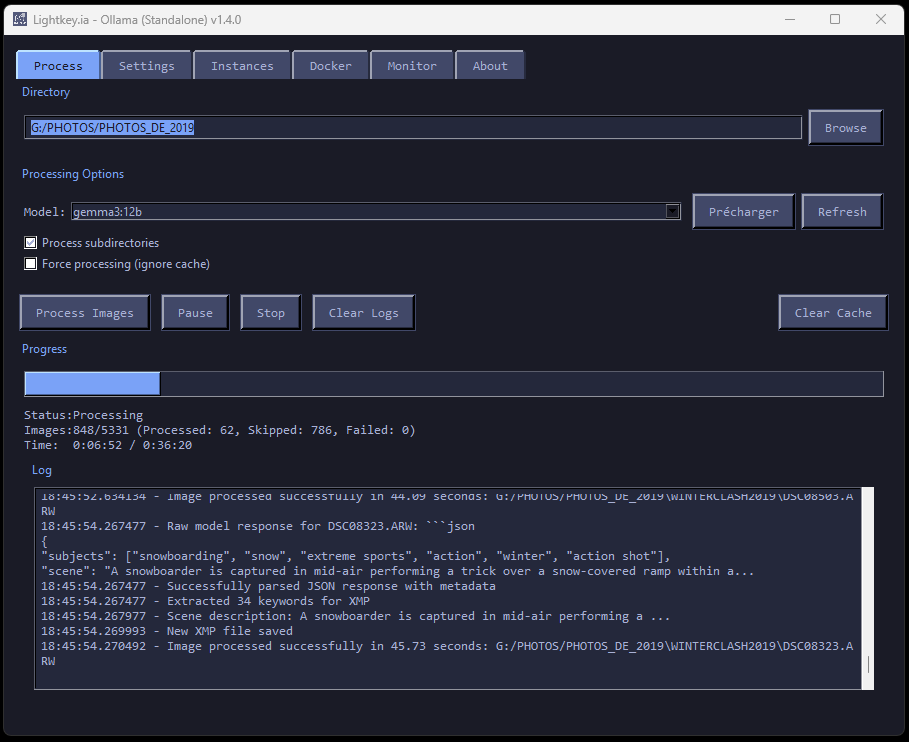 Lightkey.ia - Ollama (Standalone) v1.4.0
Process Settings Instances Docker Monitor About
Directory
G:/PHOTOS/PHOTOS_DE_2019 Browse
Processing Options
Model: gemma3:12b Précharger Refresh
Process subdirectories
Force processing (ignore cache)
Process Images Pause Stop Clear Logs Clear Cache
Progress
Status:Processing
Images:848/5331 (Processed: 62, Skipped: 786, Failed: 0)
Time: 0:06:52 / 0:36:20
Log
18:45:52.634134 - Image processed successfully in 44.09 seconds: G:/PHOTOS/PHOTOS_DE_2019\WINTERCLASH2019\DSC08503.A
RW
18:45:54.267477 - Raw model response for DSC08323.ARW: ```json
{
"subjects": ["snowboarding", "snow", "extreme sports", "action", "winter", "action shot"],
"scene": "A snowboarder is captured in mid-air performing a trick over a snow-covered ramp within a...
18:45:54.267477 - Successfully parsed JSON response with metadata
18:45:54.267477 - Extracted 34 keywords for XMP
18:45:54.267977 - Scene description: A snowboarder is captured in mid-air performing a ...
18:45:54.269993 - New XMP file saved
18:45:54.270492 - Image processed successfully in 45.73 seconds: G:/PHOTOS/PHOTOS_DE_2019\WINTERCLASH2019\DSC08323.A
RW